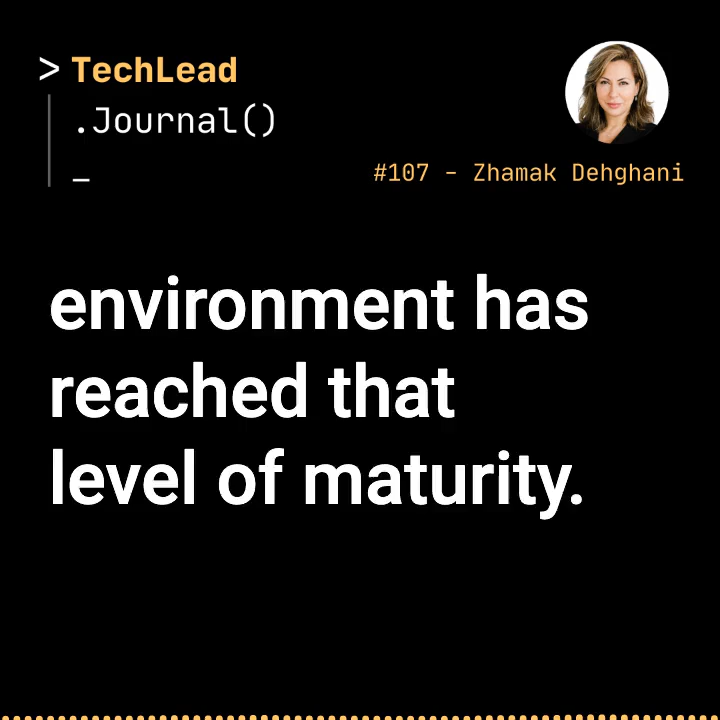 > TechLead
.Journal()
_
#107 - Zhamak Dehghani
environment has
reached that
level of maturity.